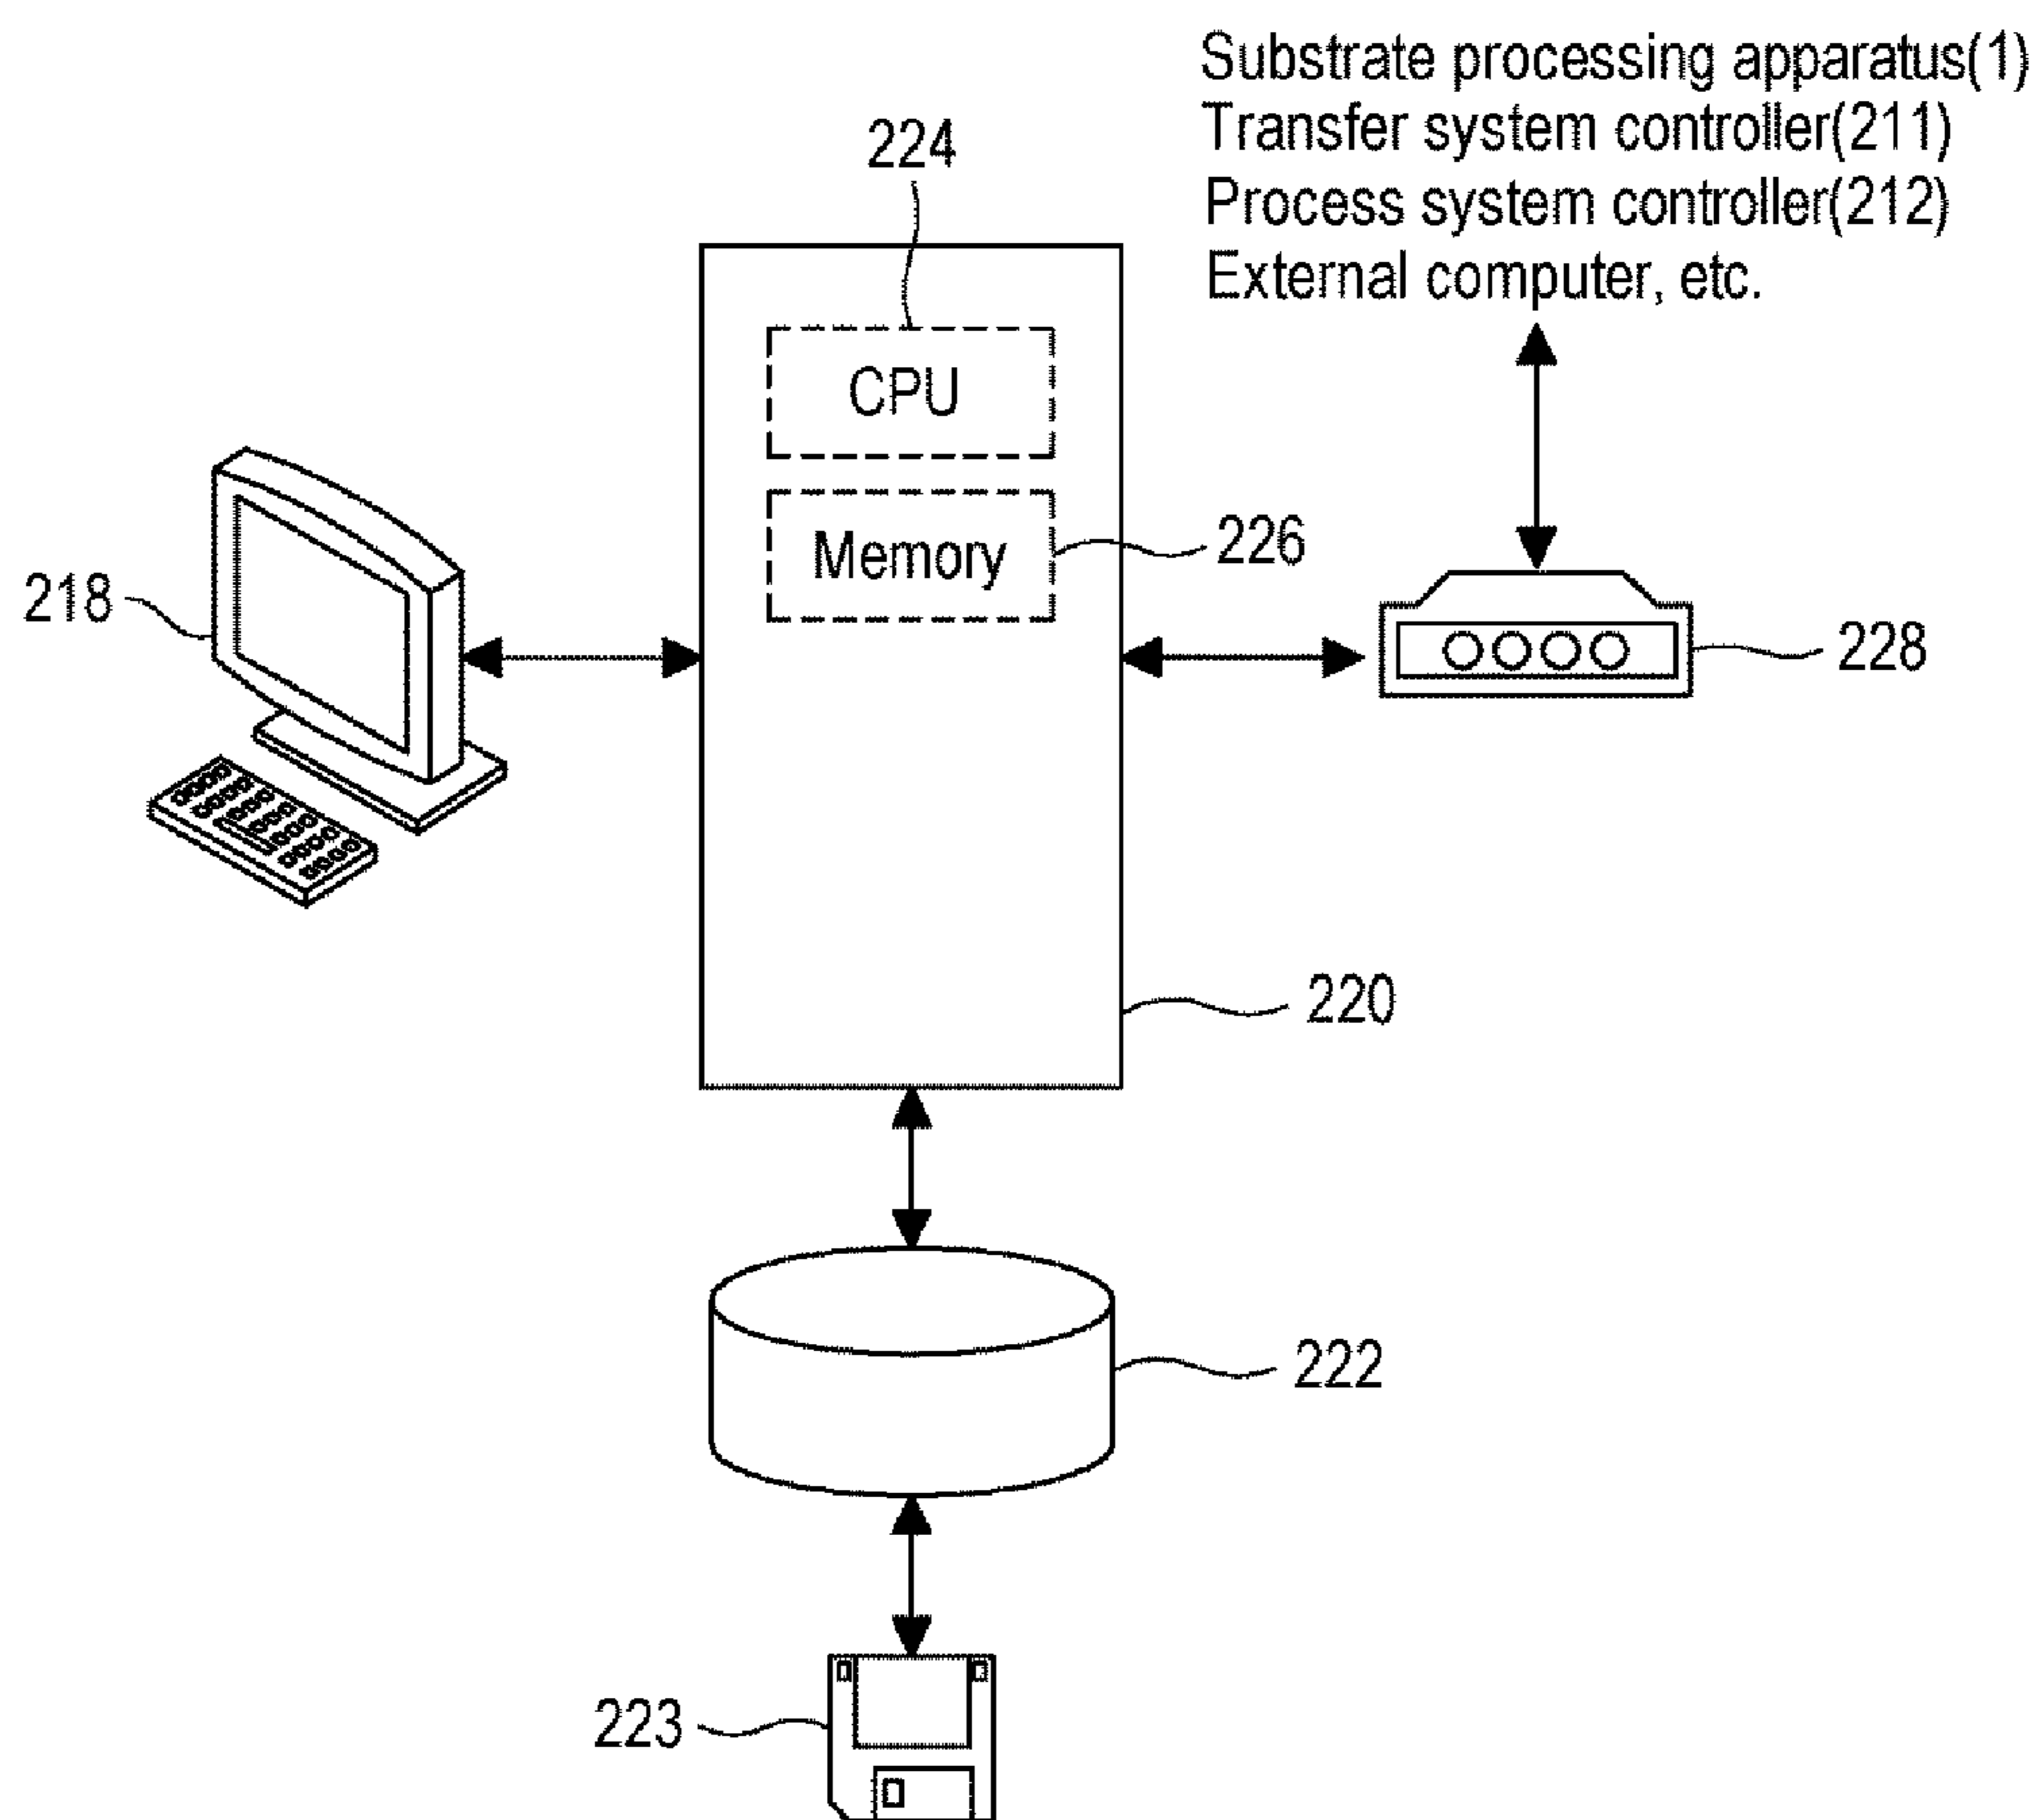 Substrate processing apparatus(1)
Transfer system controller(211)
Process system controller(212)
External computer, etc.
224
CPU
Memory
226
218
228
220
222
223